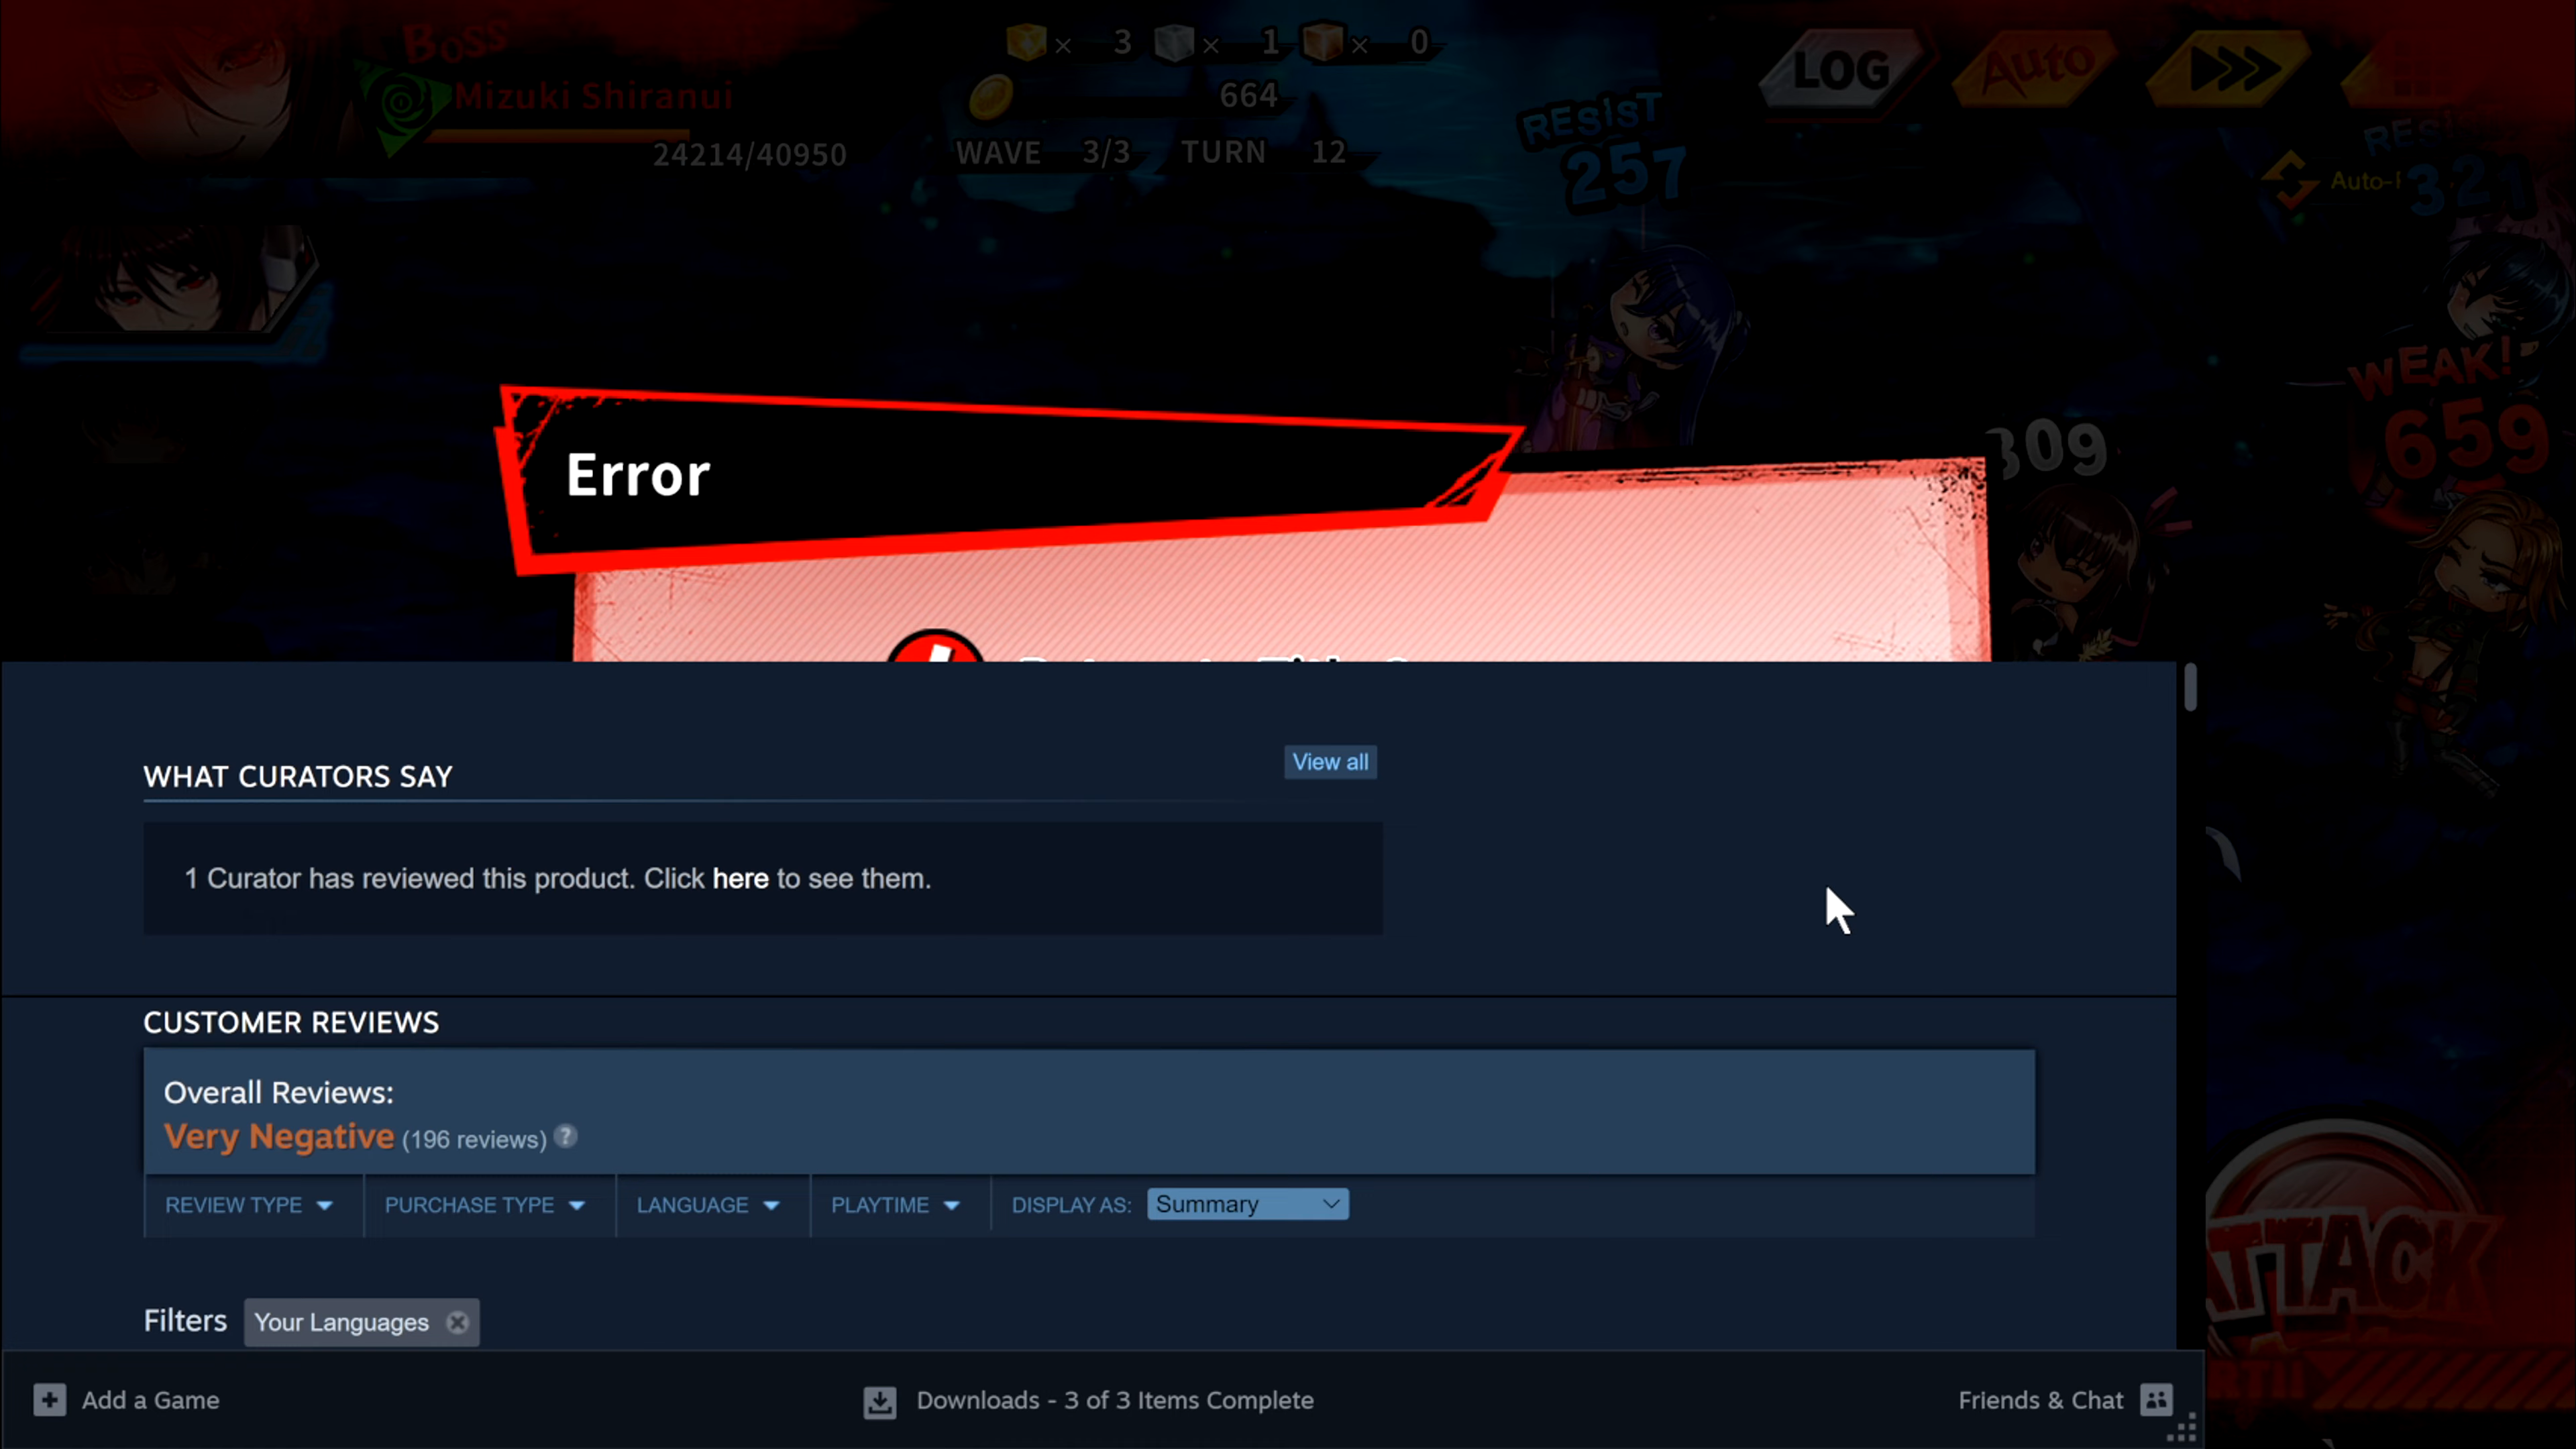 BOSS
Mizuki Shiranui
24214/40950
× 3 × 1 × 0
664
WAVE 3/3 TURN 12
LOG
Auto
RESIST
257
Auto-
321
WEAK!
659
309
Error
WHAT CURATORS SAY
View all
1 Curator has reviewed this product. Click here to see them.
CUSTOMER REVIEWS
Overall Reviews:
Very Negative (196 reviews) ?
REVIEW TYPE
PURCHASE TYPE
LANGUAGE
PLAYTIME
DISPLAY AS: Summary
Filters Your Languages
ATTACK
Add a Game
Downloads - 3 of 3 Items Complete
Friends & Chat